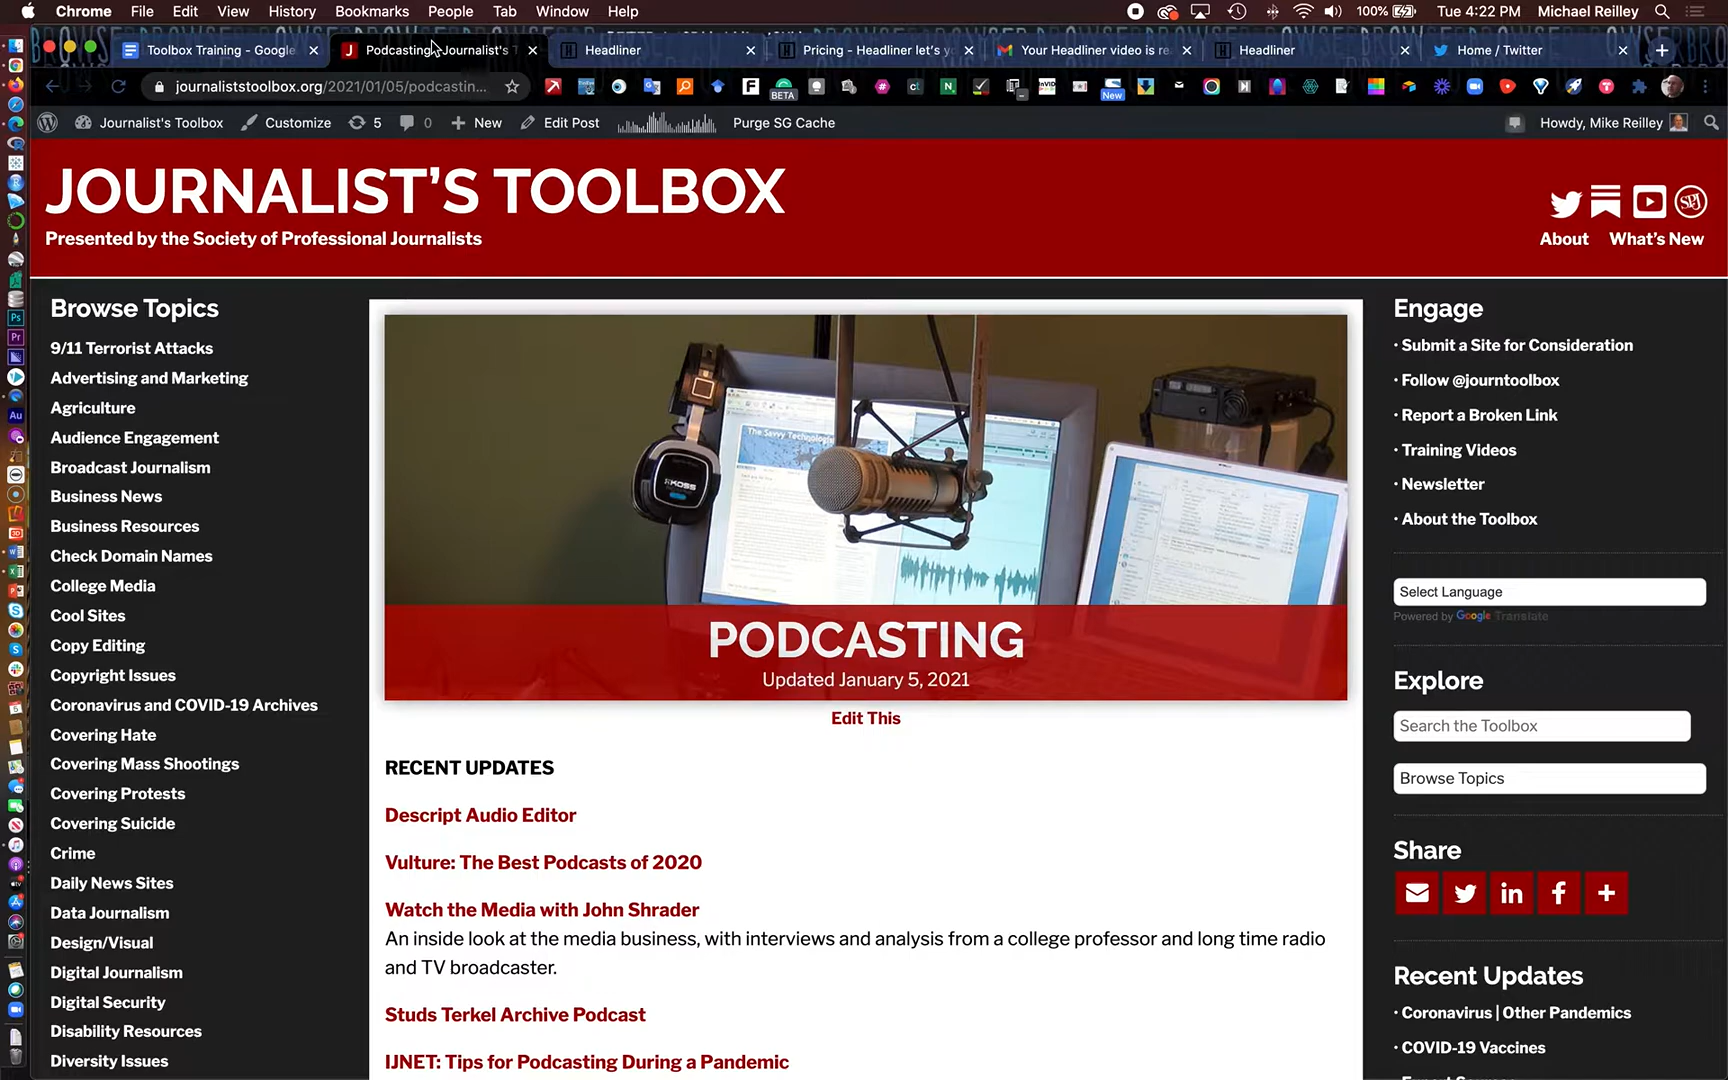 Chrome File Edit View History Bookmarks People Tab Window Help 100% Tue 4:22 PM Michael Reilley
Toolbox Training - Google Podcasting Journalist's T Headliner Pricing - Headliner let's yo Your Headliner video is rea Headliner Home / Twitter
journaliststoolbox.org/2021/01/05/podcastin...
BETA
New
Journal's Toolbox Customize 5 0 New Edit Post Purge SG Cache Howdy, Mike Reilley
JOURNALIST'S TOOLBOX
Presented by the Society of Professional Journalists
SPJ
About What's New
Browse Topics
9/11 Terrorist Attacks
Advertising and Marketing
Agriculture
Audience Engagement
Broadcast Journalism
Business News
Business Resources
Check Domain Names
College Media
Cool Sites
Copy Editing
Copyright Issues
Coronavirus and COVID-19 Archives
Covering Hate
Covering Mass Shootings
Covering Protests
Covering Suicide
Crime
Daily News Sites
Data Journalism
Design/Visual
Digital Journalism
Digital Security
Disability Resources
Diversity Issues
The Savvy Technologist
KOSS
PODCASTING
Updated January 5, 2021
Edit This
RECENT UPDATES
Descript Audio Editor
Vulture: The Best Podcasts of 2020
Watch the Media with John Shrader
An inside look at the media business, with interviews and analysis from a college professor and long time radio
and TV broadcaster.
Studs Terkel Archive Podcast
IJNET: Tips for Podcasting During a Pandemic
Engage
· Submit a Site for Consideration
· Follow @journtoolbox
· Report a Broken Link
· Training Videos
· Newsletter
· About the Toolbox
Select Language
Powered by Google Translate
Explore
Search the Toolbox
Browse Topics
Share
Recent Updates
· Coronavirus | Other Pandemics
· COVID-19 Vaccines